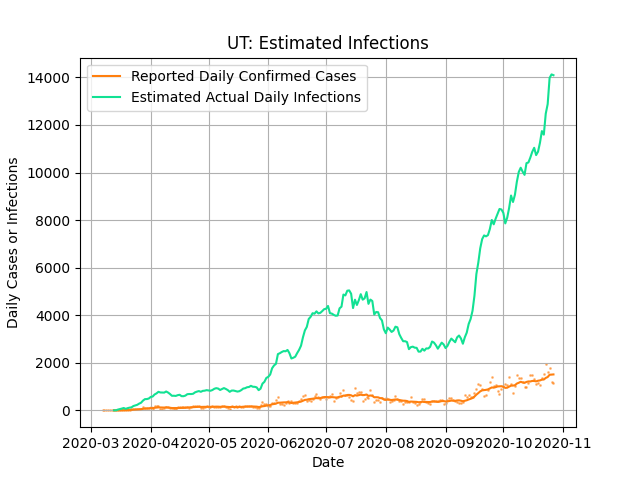 UT: Estimated Infections
Reported Daily Confirmed Cases
Estimated Actual Daily Infections
14000
12000
10000
8000
6000
4000
2000
0
Daily Cases or Infections
2020-03 2020-04 2020-05 2020-06 2020-07 2020-08 2020-09 2020-10 2020-11
Date